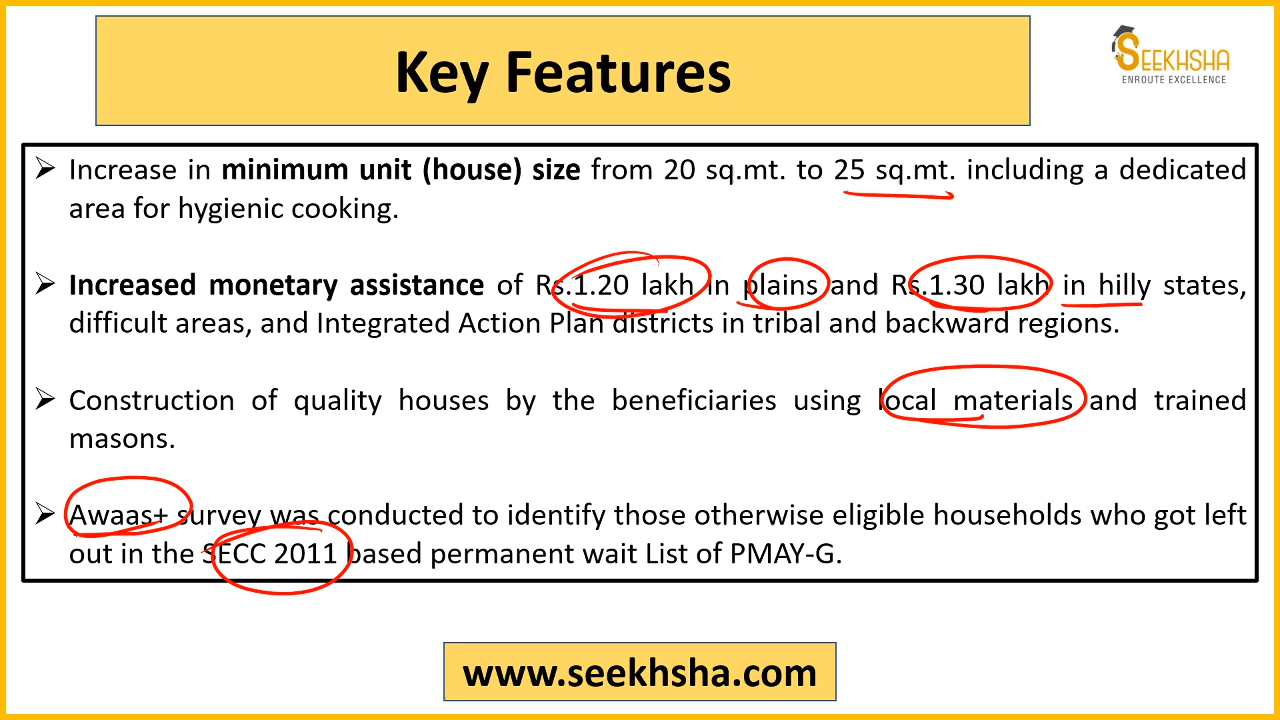 Key Features
SEEKHSHA
ENROUTE EXCELLENCE
➢ Increase in minimum unit (house) size from 20 sq.mt. to 25 sq.mt. including a dedicated
area for hygienic cooking.
➢ Increased monetary assistance of Rs.1.20 lakh in plains and Rs.1.30 lakh in hilly states,
difficult areas, and Integrated Action Plan districts in tribal and backward regions.
➢ Construction of quality houses by the beneficiaries using local materials and trained
masons.
➢ Awaas+ survey was conducted to identify those otherwise eligible households who got left
out in the SECC 2011 based permanent wait List of PMAY-G.
www.seekhsha.com